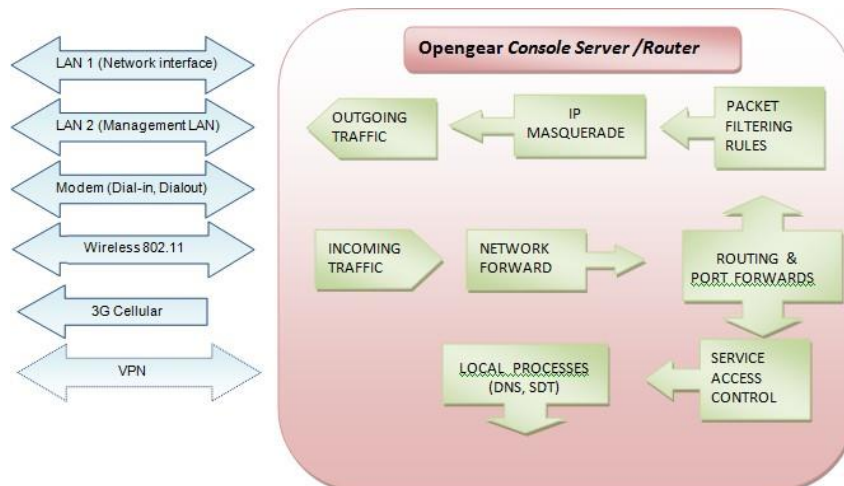 LAN 1 (Network interface)
LAN 2 (Management LAN)
Modem (Dial-in, Dialout)
Wireless 802.11
3G Cellular
VPN
Opengear Console Server /Router
OUTGOING
TRAFFIC
IP
MASQUERADE
PACKET
FILTERING
RULES
INCOMING
TRAFFIC
NETWORK
FORWARD
ROUTING &
PORT FORWARDS
LOCAL PROCESSES
(DNS, SDT)
SERVICE
ACCESS
CONTROL